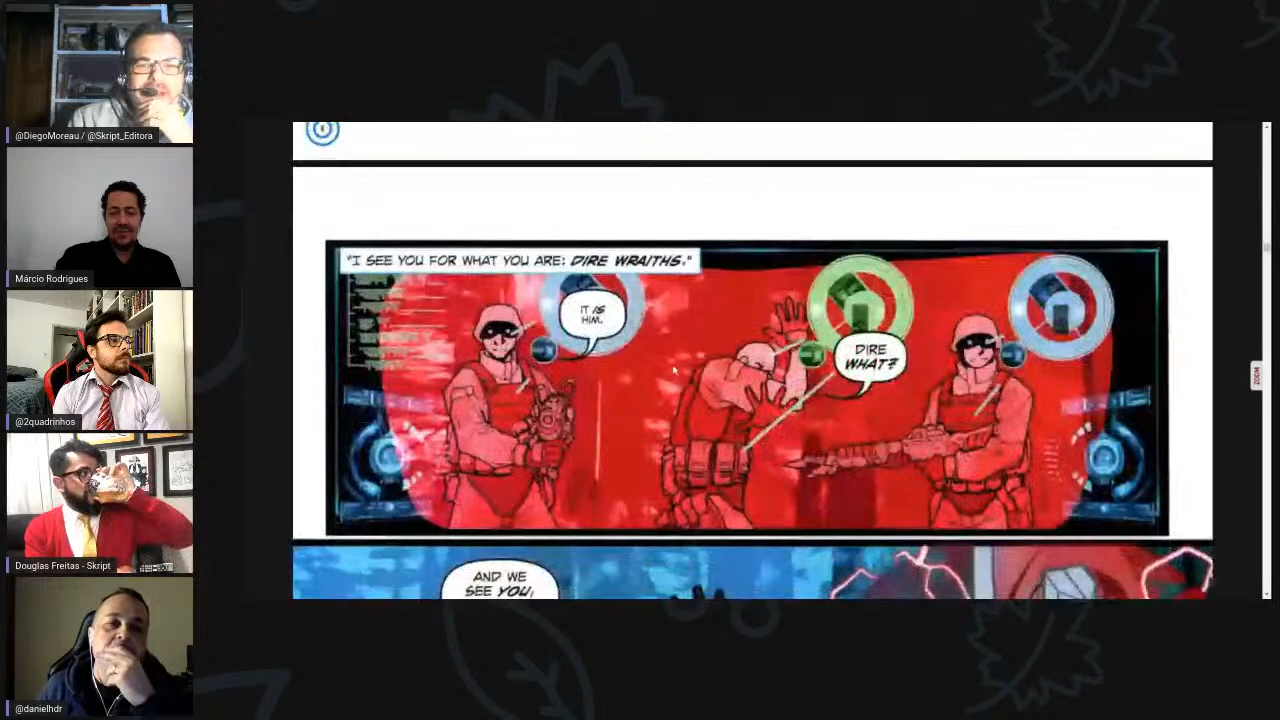 @DiegoMoreau / @Skript_Editora
Márcio Rodrigues
@2quadrinhos
Douglas Freitas - Skript
@danielhdr
"I SEE YOU FOR WHAT YOU ARE: DIRE WRAITHS."
IT IS
HIM.
DIRE
WHAT?
AND WE
SEE YOU,
ZOOM